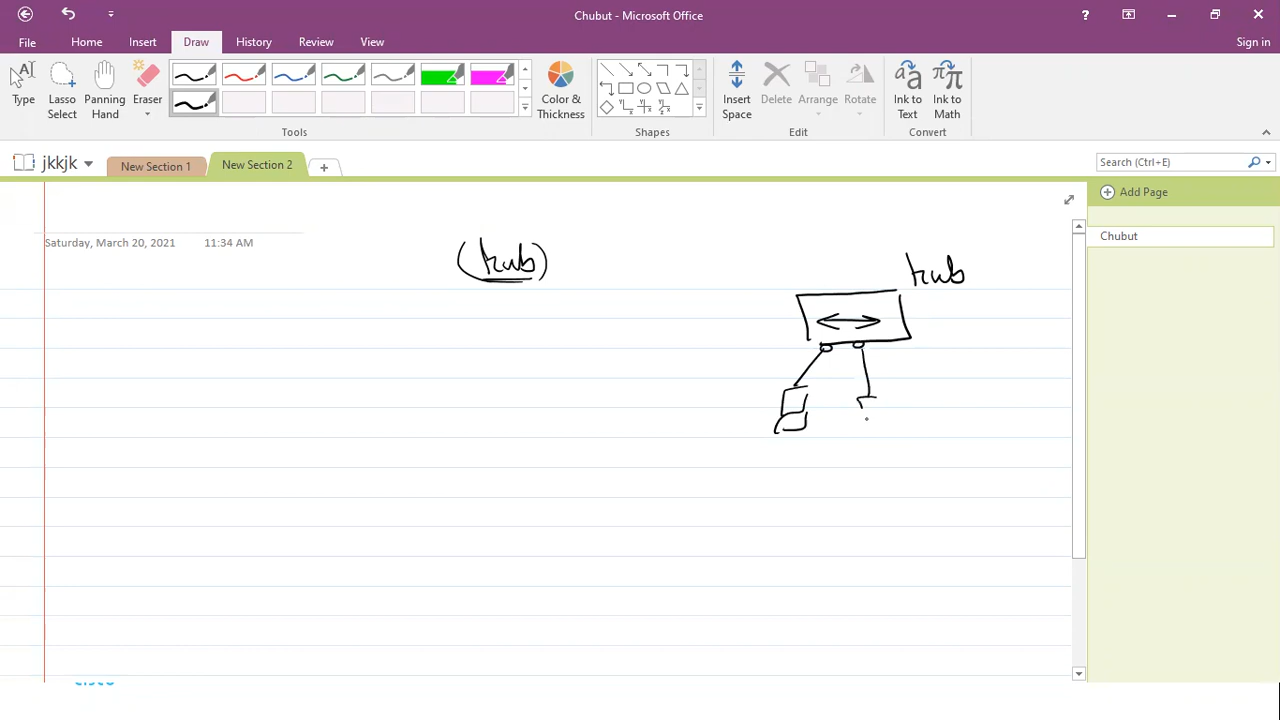 Chubut - Microsoft Office
?
File
Home
Insert
Draw
History
Review
View
Sign in
Type
Lasso Select
Panning Hand
Eraser
Color & Thickness
Insert Space
Delete
Arrange
Rotate
Ink to Text
Ink to Math
Tools
Shapes
Edit
Convert
jkkjk
New Section 1
New Section 2
Search (Ctrl+E)
Add Page
Chubut
Saturday, March 20, 2021 11:34 AM
(hub)
hub